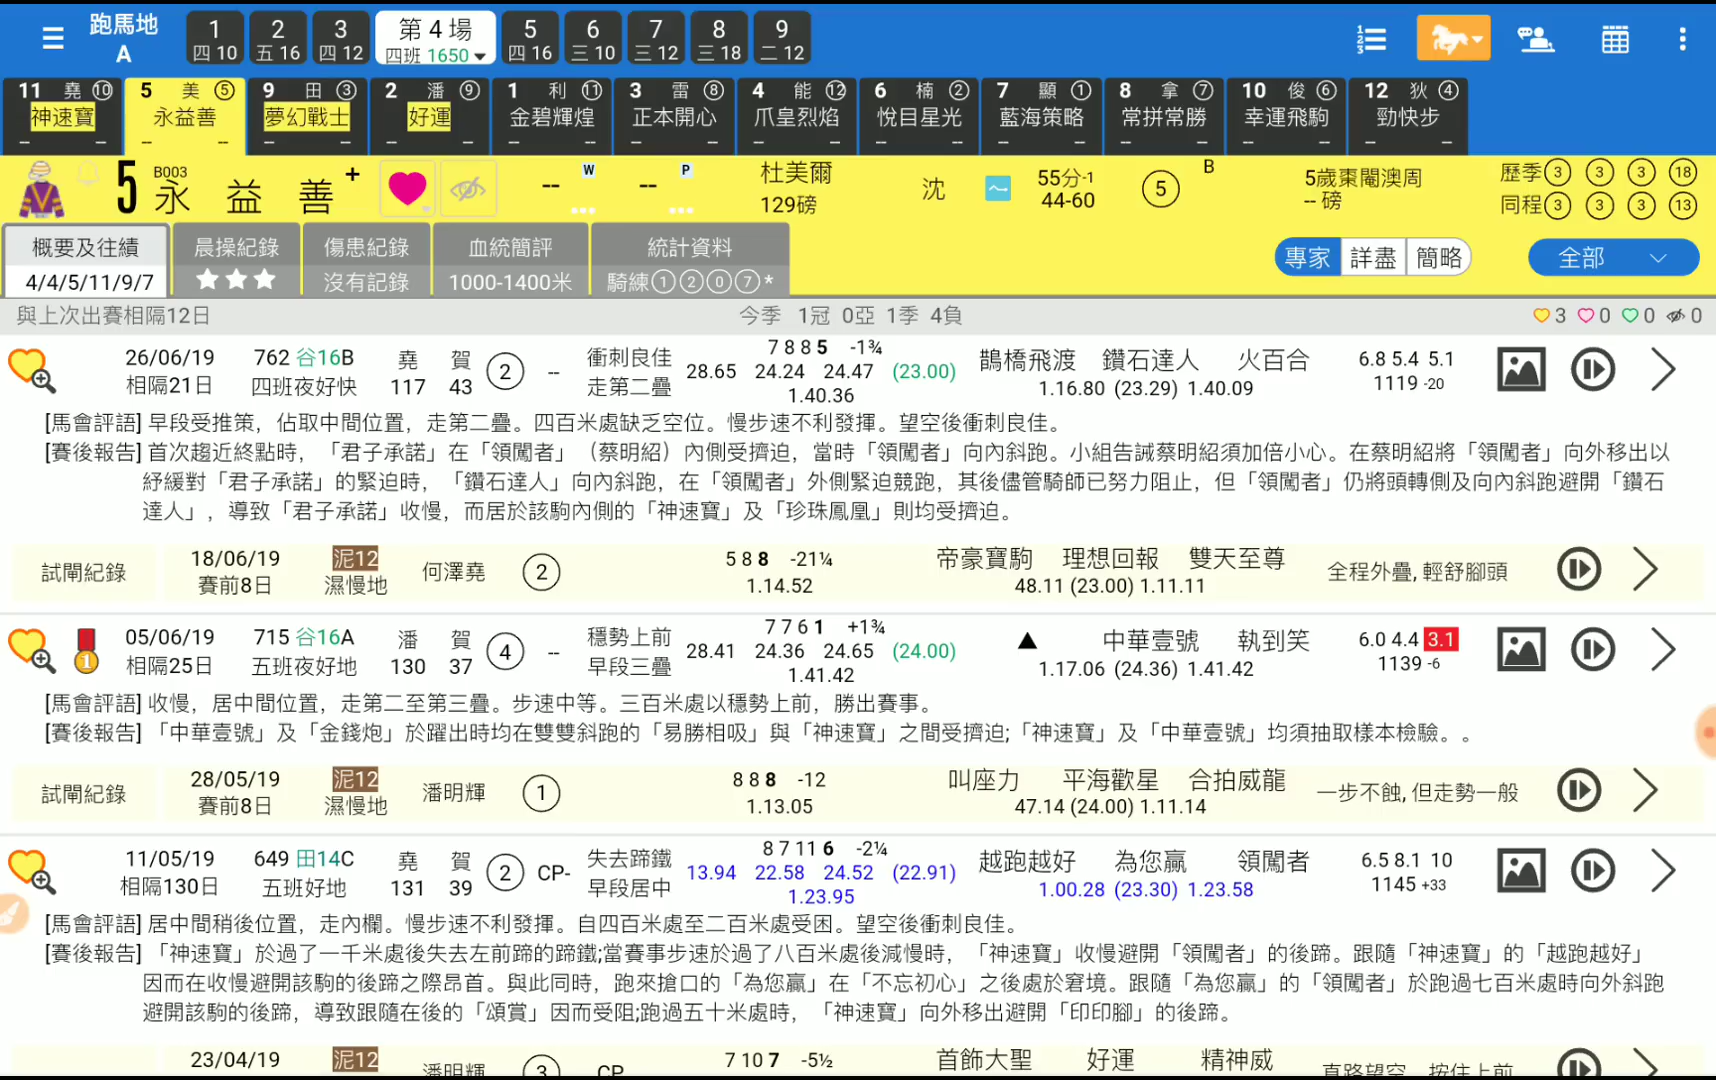 跑馬地 A
1 四 10
2 五 16
3 四 12
第 4 場 四班 1650
5 四 16
6 三 10
7 三 12
8 三 18
9 二 12
11 堯 ⑩ 神速寶 -- --
5 美 ⑤ 永益善 -- --
9 田 ③ 夢幻戰士 -- --
2 潘 ⑨ 好運 -- --
1 利 ⑪ 金碧輝煌 -- --
3 雷 ⑧ 正本開心 -- --
4 能 ⑫ 爪皇烈焰 -- --
6 楠 ② 悅目星光 -- --
7 顯 ① 藍海策略 -- --
8 拿 ⑦ 常拼常勝 -- --
10 俊 ⑥ 幸運飛駒 -- --
12 狄 ④ 勁快步 -- --
5 B003 永益善 + -- W -- P 杜美爾 沈 55分-1 ⑤ B 5歲棗閹澳周 歷季 ③ ③ ③ ⑱
129磅 44-60 -- 磅 同程 ③ ③ ③ ⑬
概要及往績 晨操紀錄 傷患紀錄 血統簡評 統計資料 專家 詳盡 簡略 全部
4/4/5/11/9/7 ★★★ 沒有記錄 1000-1400米 騎練①②⓪⑦*
與上次出賽相隔12日 今季 1冠 0亞 1季 4負 3 0 0 0
26/06/19 762 谷16B 堯 賀 ② -- 衝刺良佳 7 8 8 5 -1¾ 鵲橋飛渡 鑽石達人 火百合 6.8 5.4 5.1
28.65 24.24 24.47 (23.00)
相隔21日 四班夜好快 117 43 走第二疊 1.40.36 1.16.80 (23.29) 1.40.09 1119 -20
[馬會評語] 早段受推策，佔取中間位置，走第二疊。四百米處缺乏空位。慢步速不利發揮。望空後衝刺良佳。
[賽後報告] 首次趨近終點時，「君子承諾」在「領闖者」（蔡明紹）內側受擠迫，當時「領闖者」向內斜跑。小組告誡蔡明紹須加倍小心。在蔡明紹將「領闖者」向外移出以
紓緩對「君子承諾」的緊迫時，「鑽石達人」向內斜跑，在「領闖者」外側緊迫競跑，其後儘管騎師已努力阻止，但「領闖者」仍將頭轉側及向內斜跑避開「鑽石
達人」，導致「君子承諾」收慢，而居於該駒內側的「神速寶」及「珍珠鳳凰」則均受擠迫。
試閘紀錄 18/06/19 泥12 何澤堯 ② 5 8 8 -21¼ 帝豪寶駒 理想回報 雙天至尊 全程外疊, 輕舒腳頭
賽前8日 濕慢地 1.14.52 48.11 (23.00) 1.11.11
05/06/19 715 谷16A 潘 賀 ④ -- 穩勢上前 7 7 6 1 +1¾ ▲ 中華壹號 執到笑 6.0 4.4 3.1
28.41 24.36 24.65 (24.00)
相隔25日 五班夜好地 130 37 早段三疊 1.41.42 1.17.06 (24.36) 1.41.42 1139 -6
[馬會評語] 收慢，居中間位置，走第二至第三疊。步速中等。三百米處以穩勢上前，勝出賽事。
[賽後報告] 「中華壹號」及「金錢炮」於躍出時均在雙雙斜跑的「易勝相吸」與「神速寶」之間受擠迫;「神速寶」及「中華壹號」均須抽取樣本檢驗。。
試閘紀錄 28/05/19 泥12 潘明輝 ① 8 8 8 -12 叫座力 平海歡星 合拍威龍 一步不蝕, 但走勢一般
賽前8日 濕慢地 1.13.05 47.14 (24.00) 1.11.14
11/05/19 649 田14C 堯 賀 ② CP- 失去蹄鐵 8 7 11 6 -2¼ 越跑越好 為您贏 領闖者 6.5 8.1 10
13.94 22.58 24.52 (22.91)
相隔130日 五班好地 131 39 早段居中 1.23.95 1.00.28 (23.30) 1.23.58 1145 +33
[馬會評語] 居中間稍後位置，走內欄。慢步速不利發揮。自四百米處至二百米處受困。望空後衝刺良佳。
[賽後報告] 「神速寶」於過了一千米處後失去左前蹄的蹄鐵;當賽事步速於過了八百米處後減慢時，「神速寶」收慢避開「領闖者」的後蹄。跟隨「神速寶」的「越跑越好」
因而在收慢避開該駒的後蹄之際昂首。與此同時，跑來搶口的「為您贏」在「不忘初心」之後處於窘境。跟隨「為您贏」的「領闖者」於跑過七百米處時向外斜跑
避開該駒的後蹄，導致跟隨在後的「頌賞」因而受阻;跑過五十米處時，「神速寶」向外移出避開「印印腳」的後蹄。
23/04/19 泥12 潘明輝 ③ CP 7 10 7 -5½ 首飾大聖 好運 精神威 直路望空，按住上前